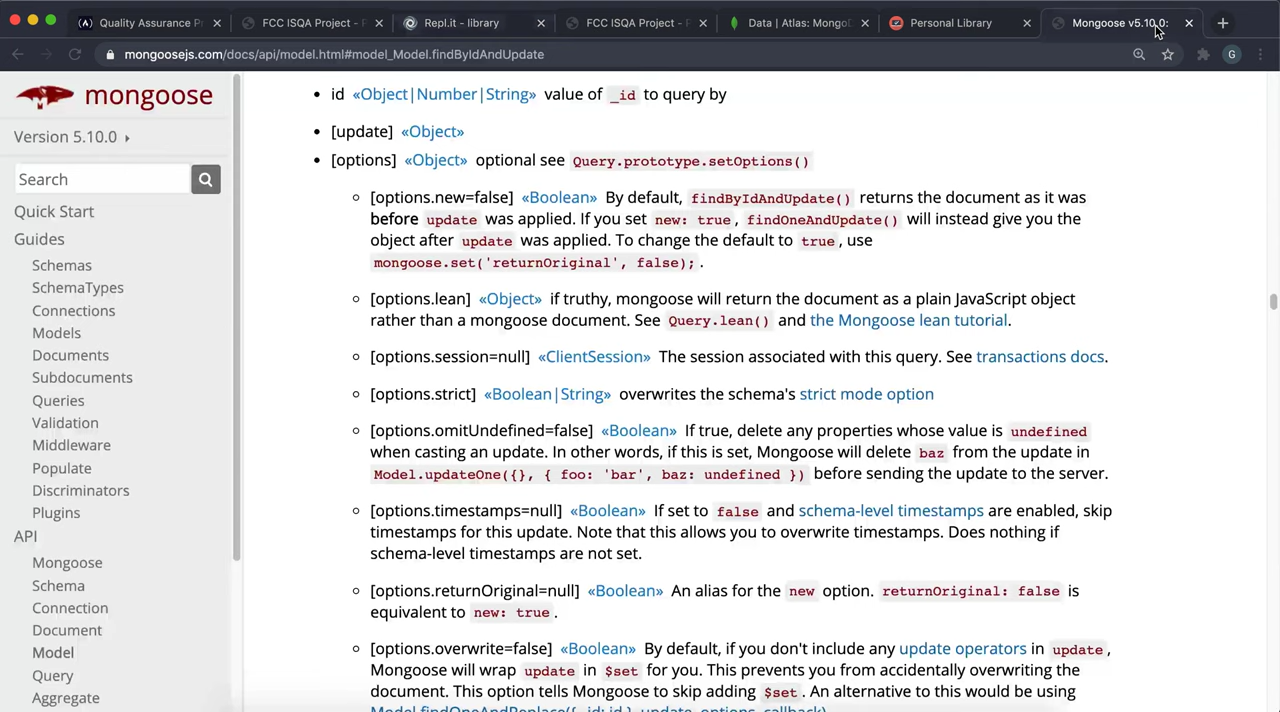 Quality Assurance P
FCC ISQA Project - F
Repl.it - library
FCC ISQA Project - F
Data | Atlas: MongoD
Personal Library
Mongoose v5.10.0:
mongoosejs.com/docs/api/model.html#model_Model.findByIdAndUpdate
G
mongoose
Version 5.10.0
Search
Quick Start
Guides
Schemas
SchemaTypes
Connections
Models
Documents
Subdocuments
Queries
Validation
Middleware
Populate
Discriminators
Plugins
API
Mongoose
Schema
Connection
Document
Model
Query
Aggregate
id «Object|Number|String» value of _id to query by
[update] «Object»
[options] «Object» optional see Query.prototype.setOptions()
[options.new=false] «Boolean» By default, findByIdAndUpdate() returns the document as it was
before update was applied. If you set new: true, findOneAndUpdate() will instead give you the
object after update was applied. To change the default to true, use
mongoose.set('returnOriginal', false);.
[options.lean] «Object» if truthy, mongoose will return the document as a plain JavaScript object
rather than a mongoose document. See Query.lean() and the Mongoose lean tutorial.
[options.session=null] «ClientSession» The session associated with this query. See transactions docs.
[options.strict] «Boolean|String» overwrites the schema's strict mode option
[options.omitUndefined=false] «Boolean» If true, delete any properties whose value is undefined
when casting an update. In other words, if this is set, Mongoose will delete baz from the update in
Model.updateOne({}, { foo: 'bar', baz: undefined }) before sending the update to the server.
[options.timestamps=null] «Boolean» If set to false and schema-level timestamps are enabled, skip
timestamps for this update. Note that this allows you to overwrite timestamps. Does nothing if
schema-level timestamps are not set.
[options.returnOriginal=null] «Boolean» An alias for the new option. returnOriginal: false is
equivalent to new: true.
[options.overwrite=false] «Boolean» By default, if you don't include any update operators in update,
Mongoose will wrap update in $set for you. This prevents you from accidentally overwriting the
document. This option tells Mongoose to skip adding $set. An alternative to this would be using
Model.findOneAndReplace({ _id: id }, update, options, callback)